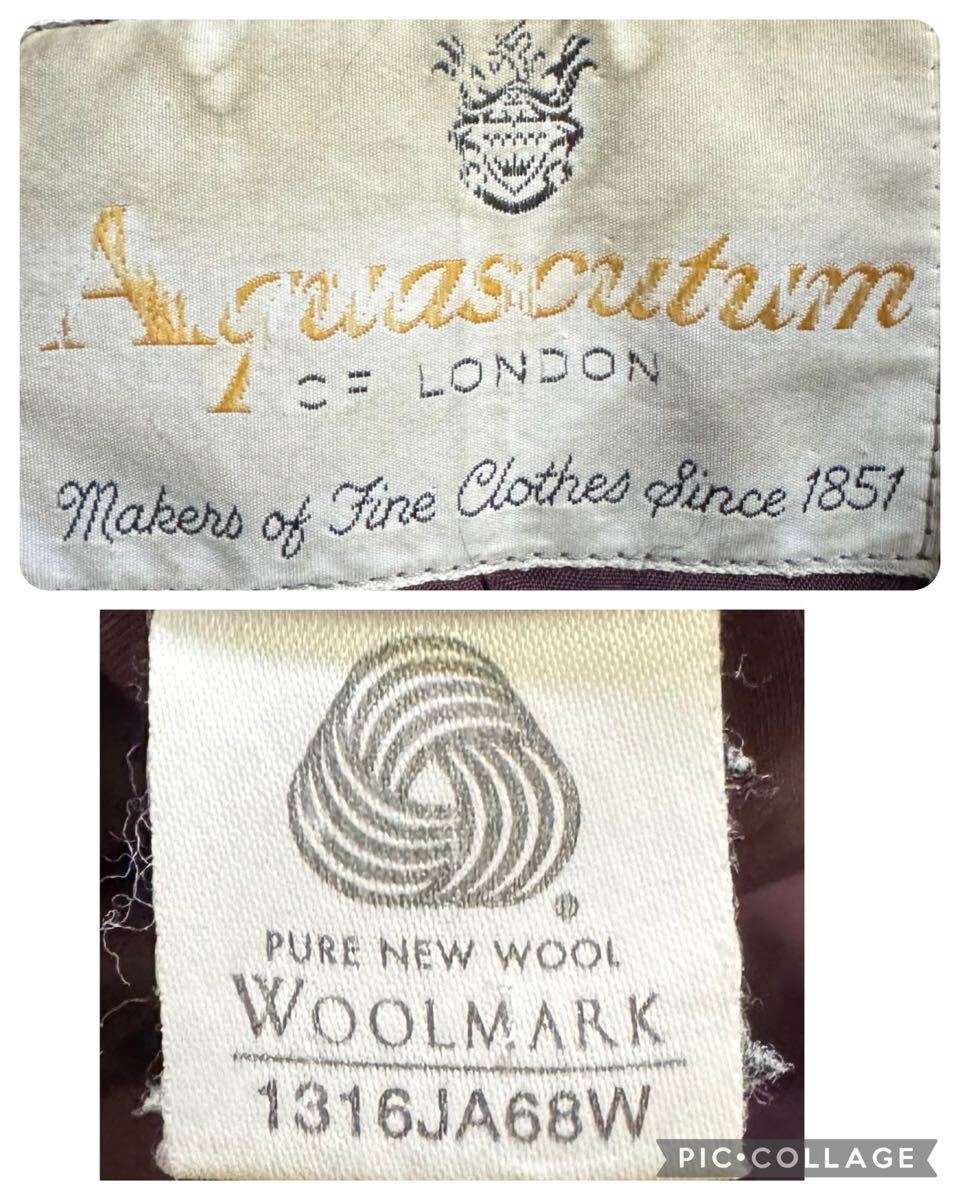 Aquascutum
OF LONDON
Makers of Fine Clothes Since 1851
®
PURE NEW WOOL
WOOLMARK
1316JA68W
PIC•COLLAGE